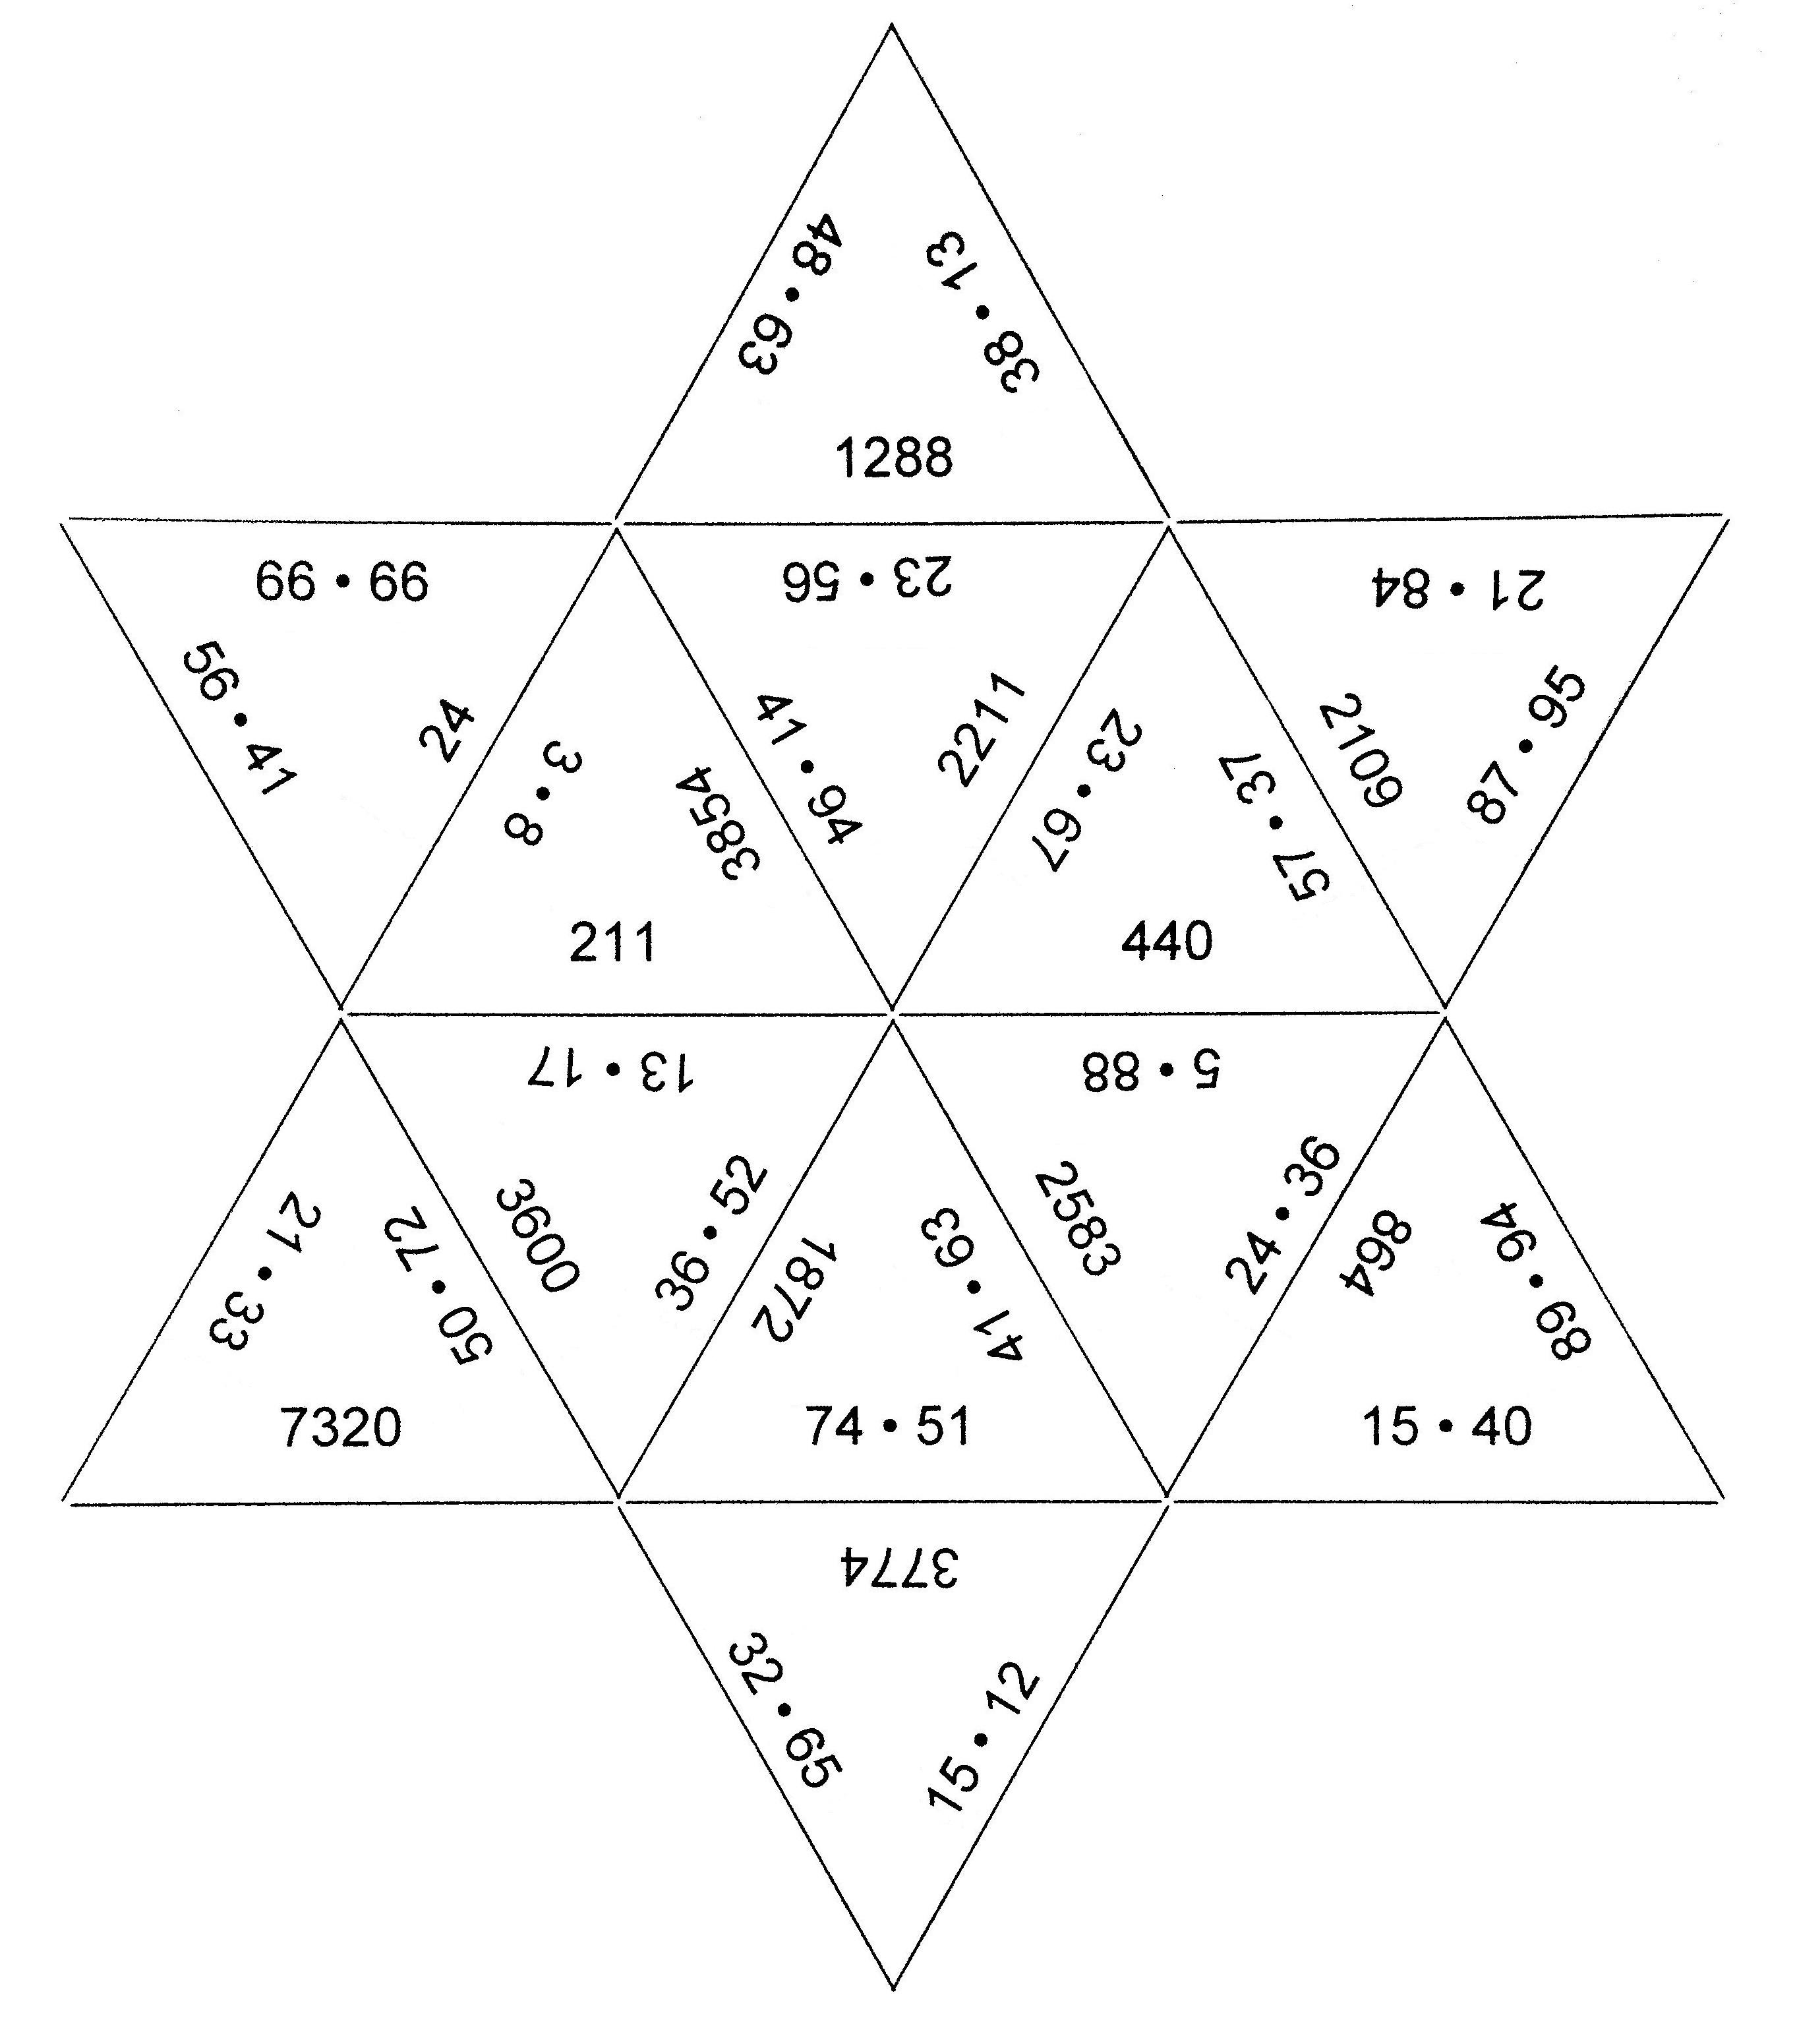 48 • 63
38 • 13
1288
66 • 99
56 • 41
24
3 • 8
3854
211
23 • 56
41 • 94
2211
23 • 67
57 • 37
440
21 • 84
2109
87 • 95
21 • 33
50 • 72
7320
13 • 17
3600
36 • 52
1872
41 • 63
74 • 51
5 • 88
2583
24 • 36
864
89 • 94
15 • 40
3774
32 • 65
15 • 12